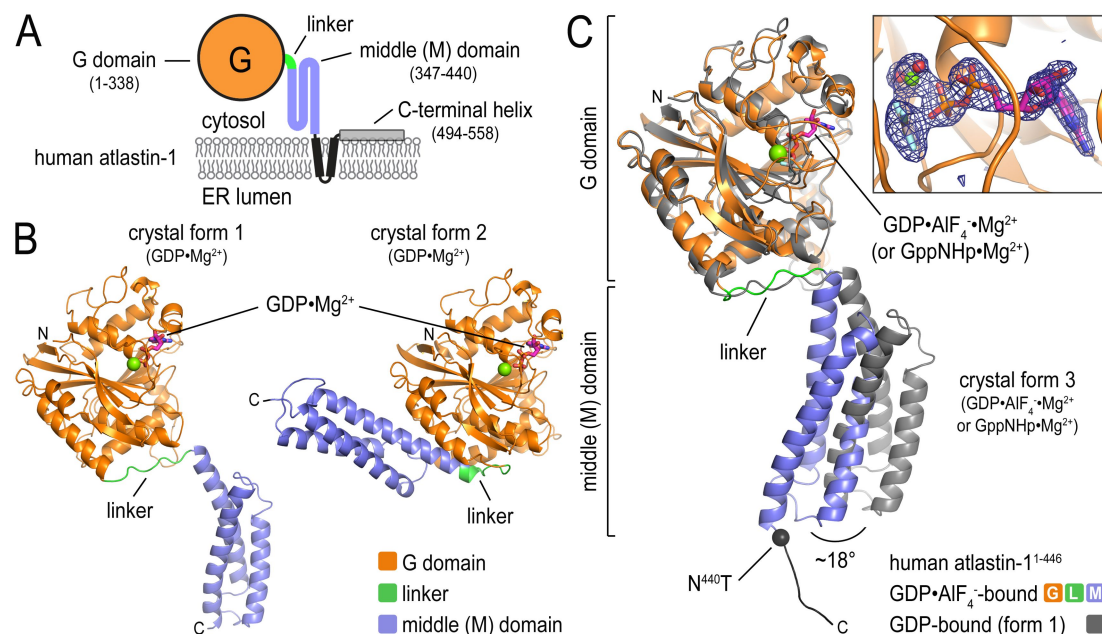 A
G domain
(1-338)
G
linker
middle (M) domain
(347-440)
C-terminal helix
(494-558)
cytosol
human atlastin-1
ER lumen
B
crystal form 1
(GDP•Mg²⁺)
crystal form 2
(GDP•Mg²⁺)
GDP•Mg²⁺
N
N
C
linker
linker
C
G domain
linker
middle (M) domain
C
G domain
middle (M) domain
N
GDP•AlF₄⁻•Mg²⁺
(or GppNHp•Mg²⁺)
linker
crystal form 3
(GDP•AlF₄⁻•Mg²⁺
or GppNHp•Mg²⁺)
~18°
N⁴⁴⁰T
C
human atlastin-1¹⁻⁴⁴⁶
GDP•AlF₄⁻-bound G L M
GDP-bound (form 1)